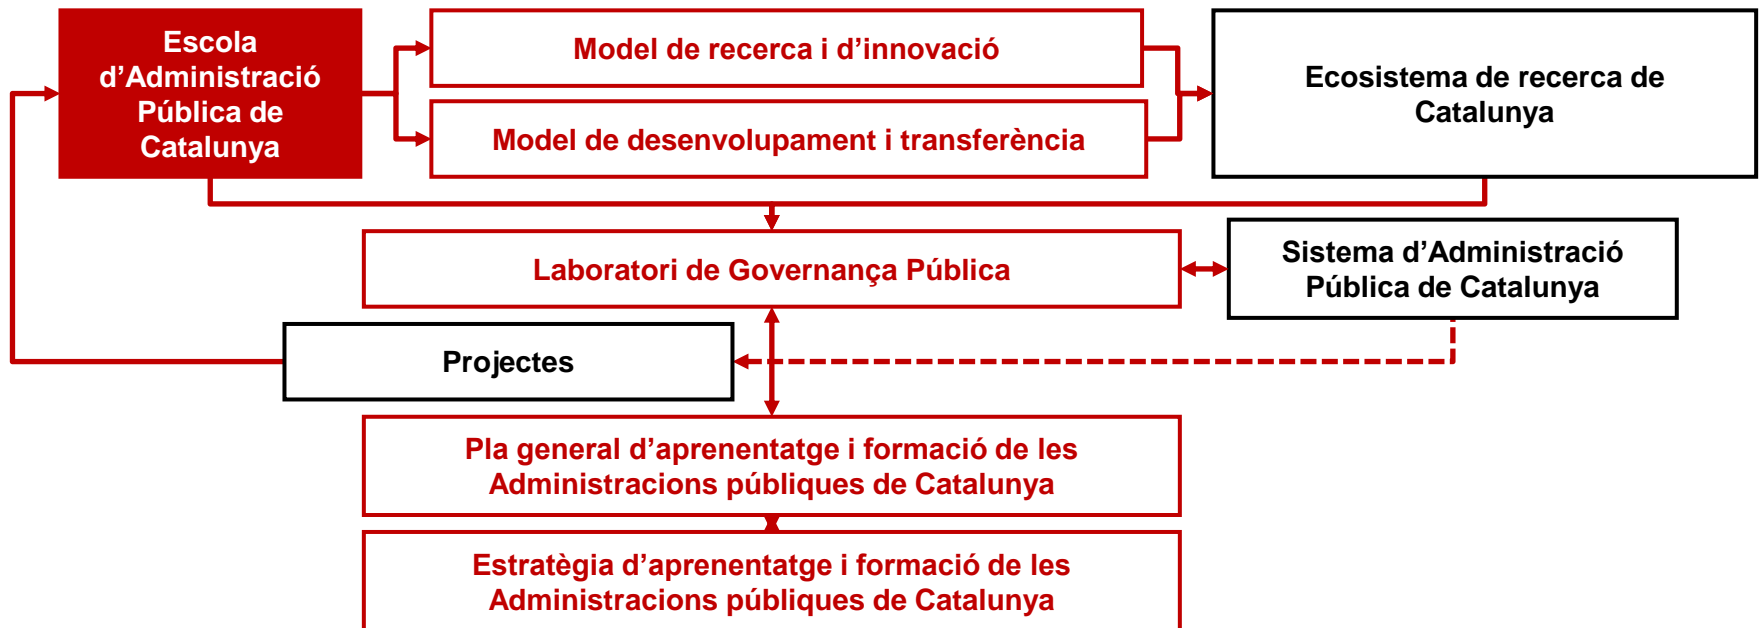 Escola
d’Administració
Pública de
Catalunya
Model de recerca i d’innovació
Model de desenvolupament i transferència
Ecosistema de recerca de
Catalunya
Laboratori de Governança Pública
Sistema d’Administració
Pública de Catalunya
Projectes
Pla general d’aprenentatge i formació de les
Administracions públiques de Catalunya
Estratègia d’aprenentatge i formació de les
Administracions públiques de Catalunya